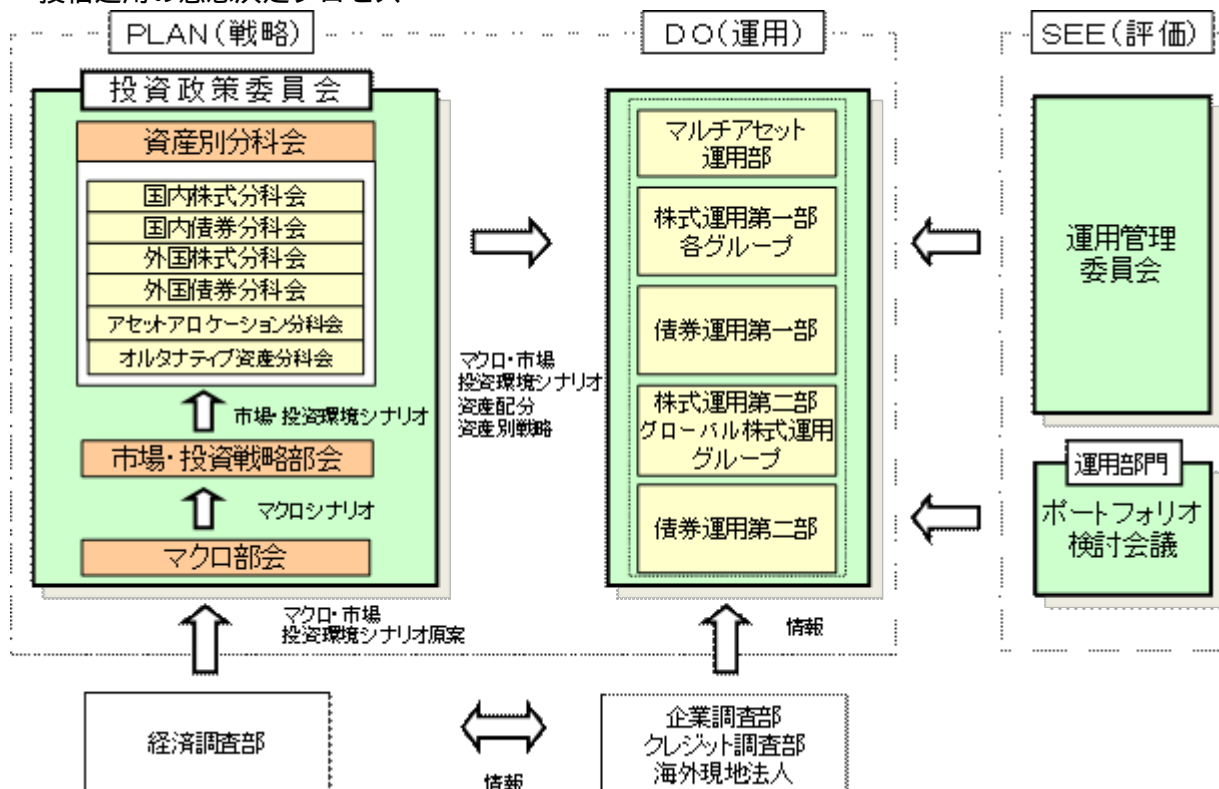 PLAN(戦略)
DO(運用)
SEE(評価)
投資政策委員会
資産別分科会
国内株式分科会
国内債券分科会
外国株式分科会
外国債券分科会
アセットアロケーション分科会
オルタナティブ資産分科会
市場・投資環境シナリオ
市場・投資戦略部会
マクロシナリオ
マクロ部会
マクロ・市場
投資環境シナリオ
資産配分
資産別戦略
マルチアセット
運用部
株式運用第一部
各グループ
債券運用第一部
株式運用第二部
グローバル株式運用
グループ
債券運用第二部
運用管理
委員会
運用部門
ポートフォリオ
検討会議
マクロ・市場
投資環境シナリオ原案
情報
経済調査部
情報
企業調査部
クレジット調査部
海外現地法人